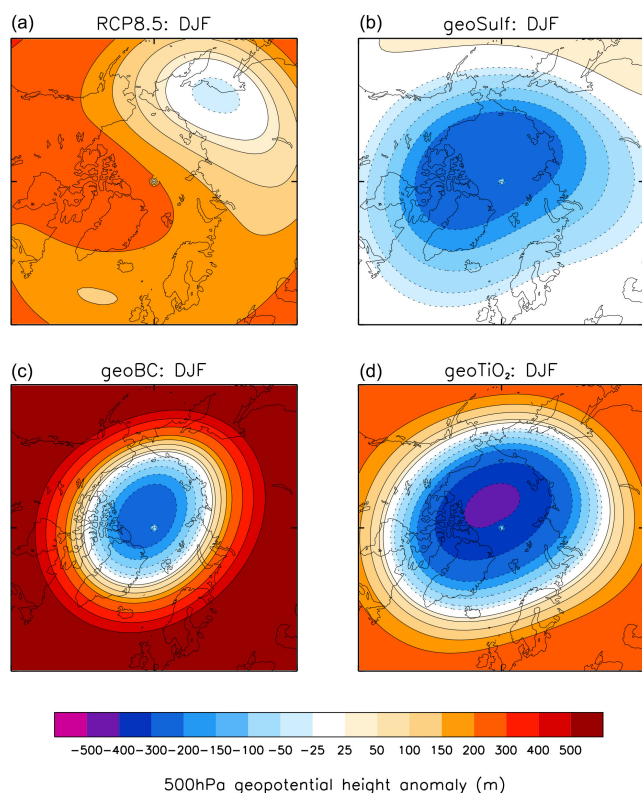 (a) RCP8.5: DJF
(b) geoSulf: DJF
(c) geoBC: DJF
(d) geoTiO₂: DJF
-500 -400 -300 -200 -150 -100 -50 -25 25 50 100 150 200 300 400 500
500hPa geopotential height anomaly (m)